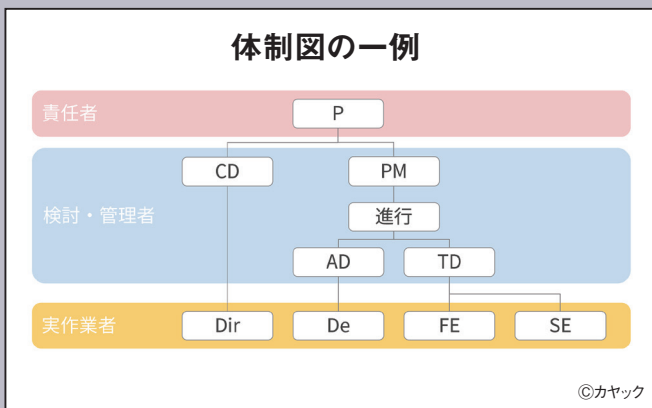 体制図の一例
責任者
P
CD
PM
検討・管理者
進行
AD
TD
実作業者
Dir
De
FE
SE
Ⓒカヤック